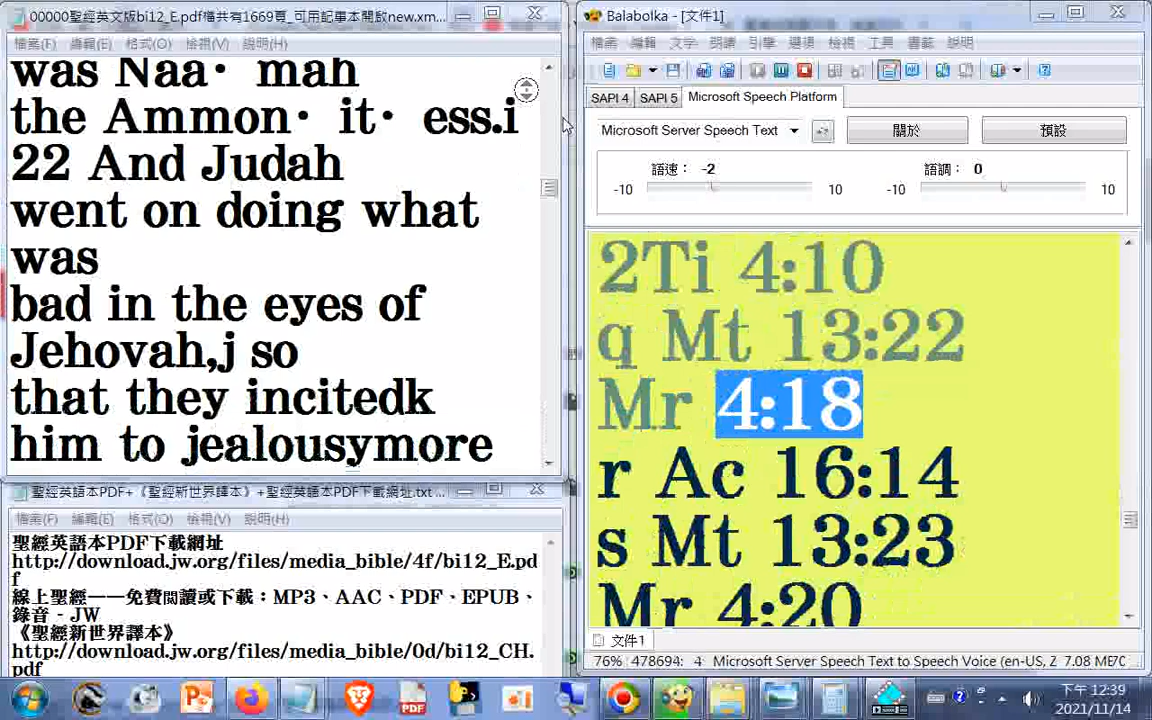 00000聖經英文版bi12_E.pdf檔共有1669頁_可用記事本開啟new.xm...
檔案(F) 編輯(E) 格式(O) 檢視(V) 說明(H)
was Naa· mah
the Ammon· it· ess.i
22 And Judah
went on doing what
was
bad in the eyes of
Jehovah,j so
that they incitedk
him to jealousymore
聖經英語本PDF+《聖經新世界譯本》+聖經英語本PDF下載網址.txt ...
檔案(F) 編輯(E) 格式(O) 檢視(V) 說明(H)
聖經英語本PDF下載網址
http://download.jw.org/files/media_bible/4f/bi12_E.pd
f
線上聖經──免費閱讀或下載：MP3、AAC、PDF、EPUB、
錄音 - JW
《聖經新世界譯本》
http://download.jw.org/files/media_bible/0d/bi12_CH.
pdf
Balabolka - [文件1]
檔案 編輯 文字 朗讀 引擎 選項 檢視 工具 書籤 說明
SAPI 4 SAPI 5 Microsoft Speech Platform
Microsoft Server Speech Text 關於 預設
語速： -2 語調： 0
-10 10 -10 10
2Ti 4:10
q Mt 13:22
Mr 4:18
r Ac 16:14
s Mt 13:23
Mr 4:20
文件1
76% 478694: 4 Microsoft Server Speech Text to Speech Voice (en-US, Z 7.08 ME
下午 12:39
2021/11/14